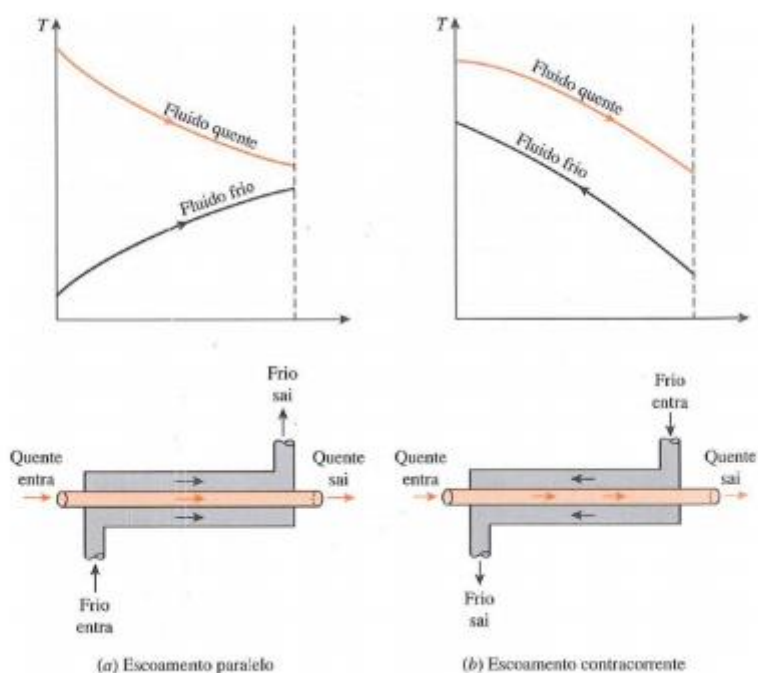 T
Fluido quente
Fluido frio
T
Fluido quente
Fluido frio
Frio
sai
Quente
entra
Quente
sai
Frio
entra
(a) Escoamento paralelo
Frio
entra
Quente
entra
Quente
sai
Frio
sai
(b) Escoamento contracorrente